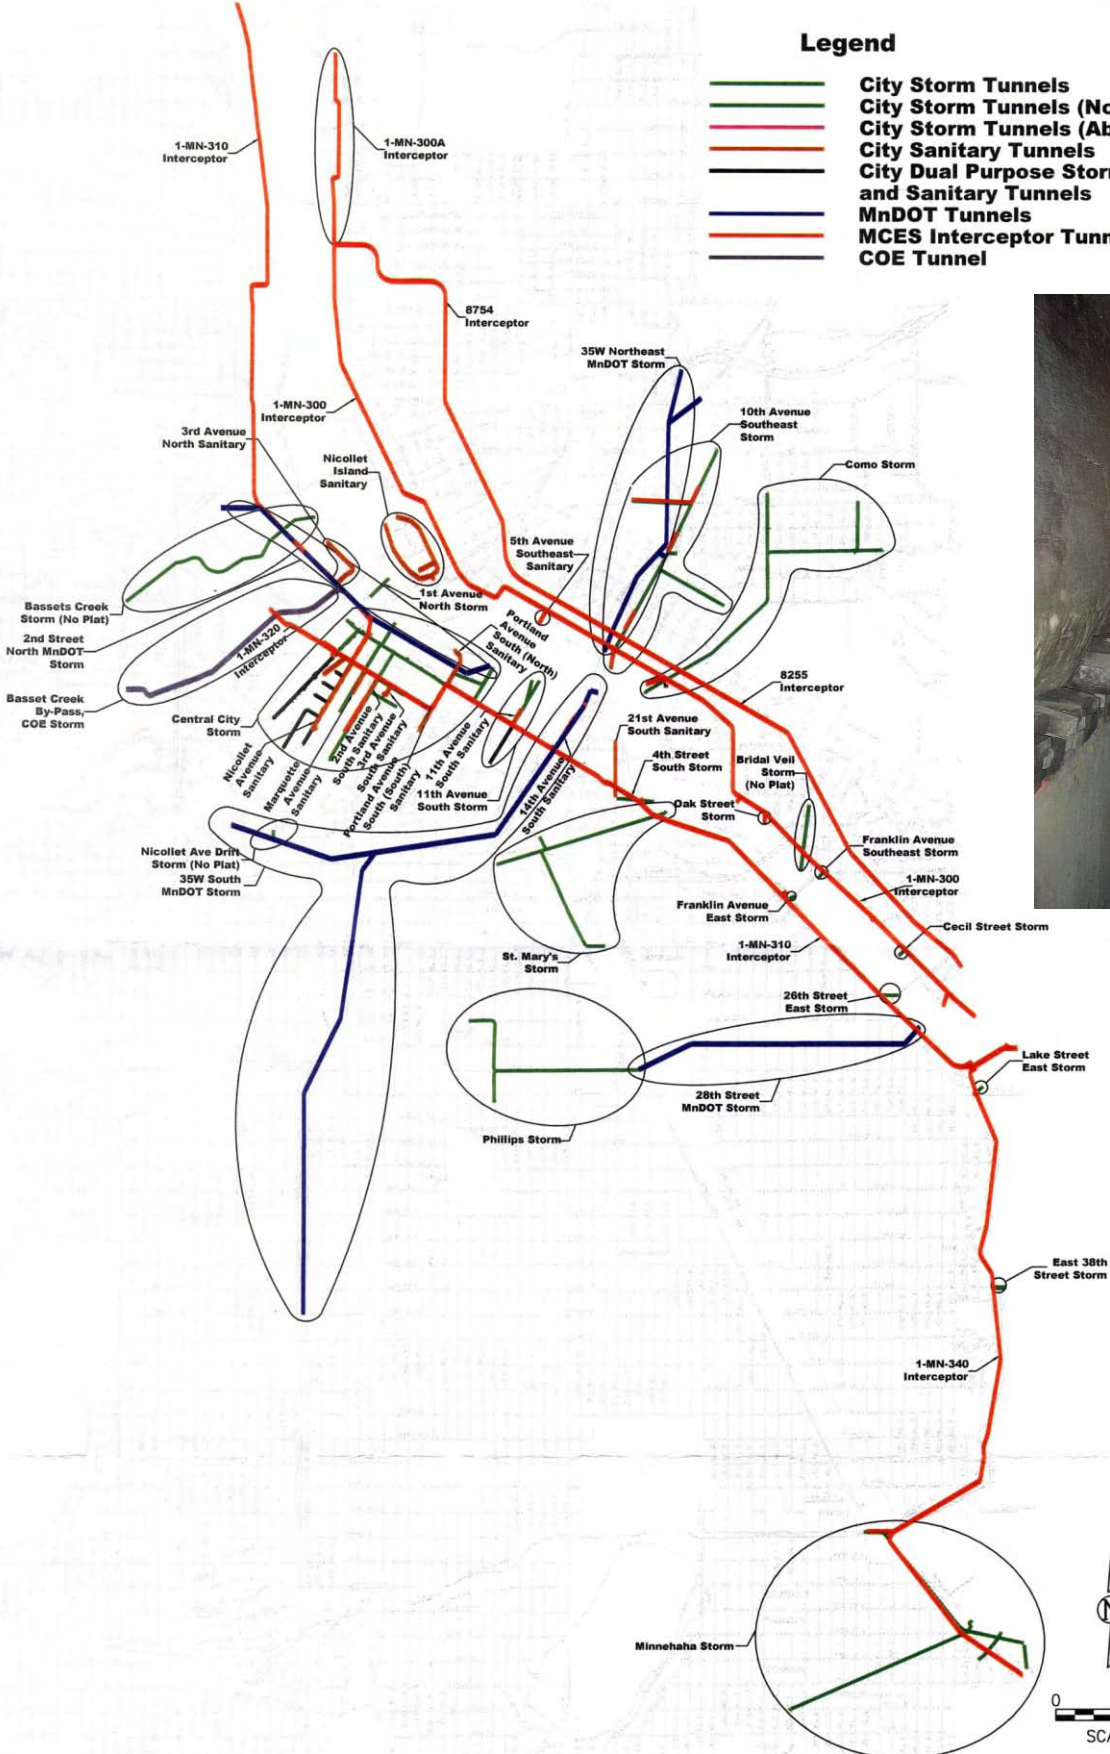 Legend
City Storm Tunnels
City Storm Tunnels (No
City Storm Tunnels (Ab
City Sanitary Tunnels
City Dual Purpose Storm
and Sanitary Tunnels
MnDOT Tunnels
MCES Interceptor Tunn
COE Tunnel
1-MN-310
Interceptor
1-MN-300A
Interceptor
8754
Interceptor
35W Northeast
MnDOT Storm
1-MN-300
Interceptor
10th Avenue
Southeast
Storm
3rd Avenue
North Sanitary
Nicollet
Island
Sanitary
Como Storm
5th Avenue
Southeast
Sanitary
1st Avenue
North Storm
Bassets Creek
Storm (No Plat)
2nd Street
North MnDOT
Storm
1-MN-320
Interceptor
Portland
Avenue
South (North)
Sanitary
Basset Creek
By-Pass,
COE Storm
8255
Interceptor
Central City
Storm
21st Avenue
South Sanitary
4th Street
South Storm
Bridal Veil
Storm
(No Plat)
Nicollet
Avenue
Sanitary
Marquette
Avenue
Sanitary
2nd Avenue
South Sanitary
3rd Avenue
South Sanitary
Portland Avenue
South (South)
Sanitary
11th Avenue
South Sanitary
11th Avenue
South Storm
14th Avenue
South Sanitary
Oak Street
Storm
Nicollet Ave Drift
Storm (No Plat)
35W South
MnDOT Storm
Franklin Avenue
Southeast Storm
1-MN-300
Interceptor
Franklin Avenue
East Storm
Cecil Street Storm
1-MN-310
Interceptor
St. Mary's
Storm
26th Street
East Storm
Lake Street
East Storm
28th Street
MnDOT Storm
Phillips Storm
East 38th
Street Storm
1-MN-340
Interceptor
Minnehaha Storm
N
0
SCA